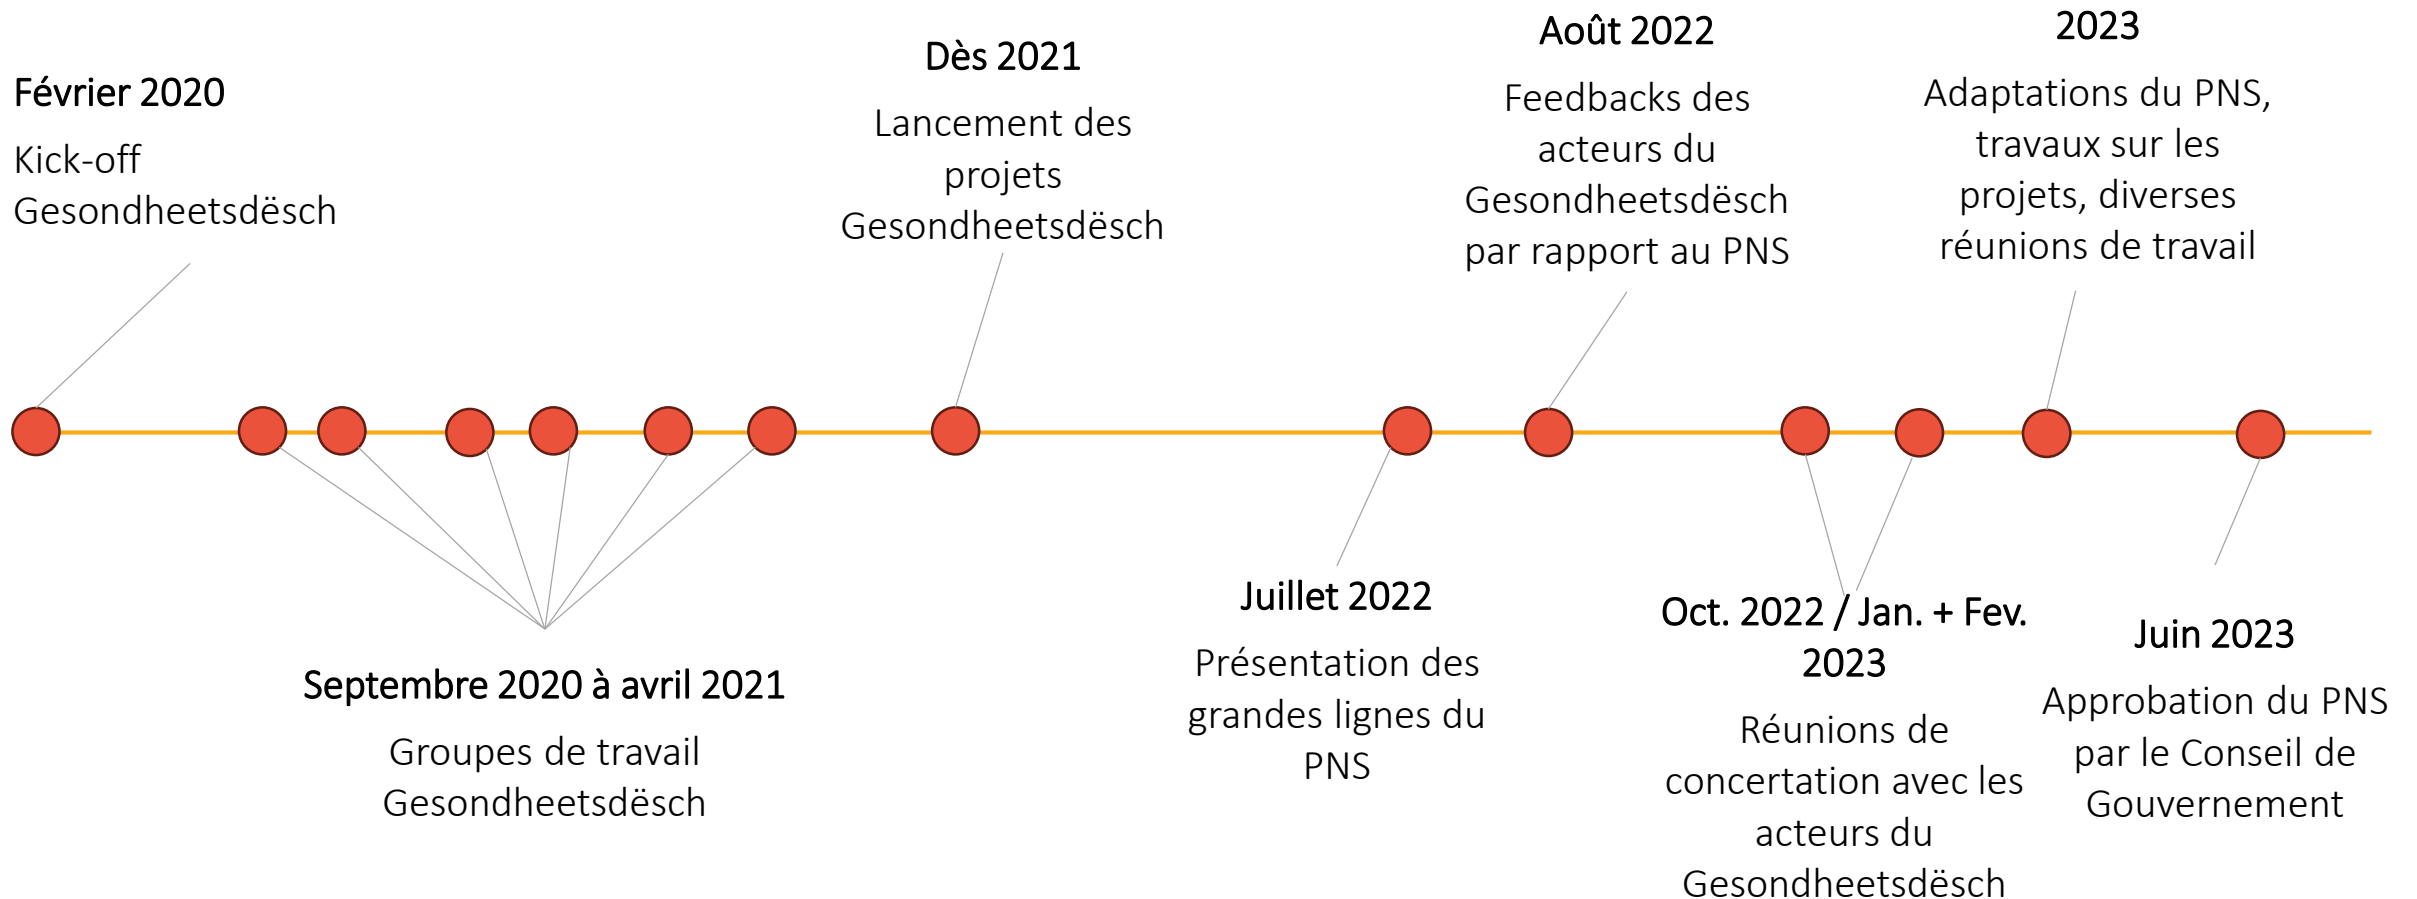 Février 2020
Kick-off
Gesondheetsdësch
Septembre 2020 à avril 2021
Groupes de travail
Gesondheetsdësch
Dès 2021
Lancement des
projets
Gesondheetsdësch
Juillet 2022
Présentation des
grandes lignes du
PNS
Août 2022
Feedbacks des
acteurs du
Gesondheetsdësch
par rapport au PNS
Oct. 2022 / Jan. + Fev.
2023
Réunions de
concertation avec les
acteurs du
Gesondheetsdësch
2023
Adaptations du PNS,
travaux sur les
projets, diverses
réunions de travail
Juin 2023
Approbation du PNS
par le Conseil de
Gouvernement